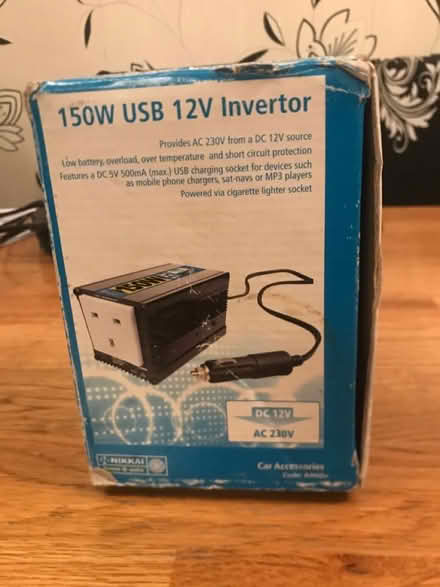 150W USB 12V Invertor
Provides AC 230V from a DC 12V source
Low battery, overload, over temperature and short circuit protection
Features a DC 5V 500mA (max.) USB charging socket for devices such
as mobile phone chargers, sat-navs or MP3 players
Powered via cigarette lighter socket
150W
DC 12V
AC 230V
NIKKAI
Car Accessories
Code: